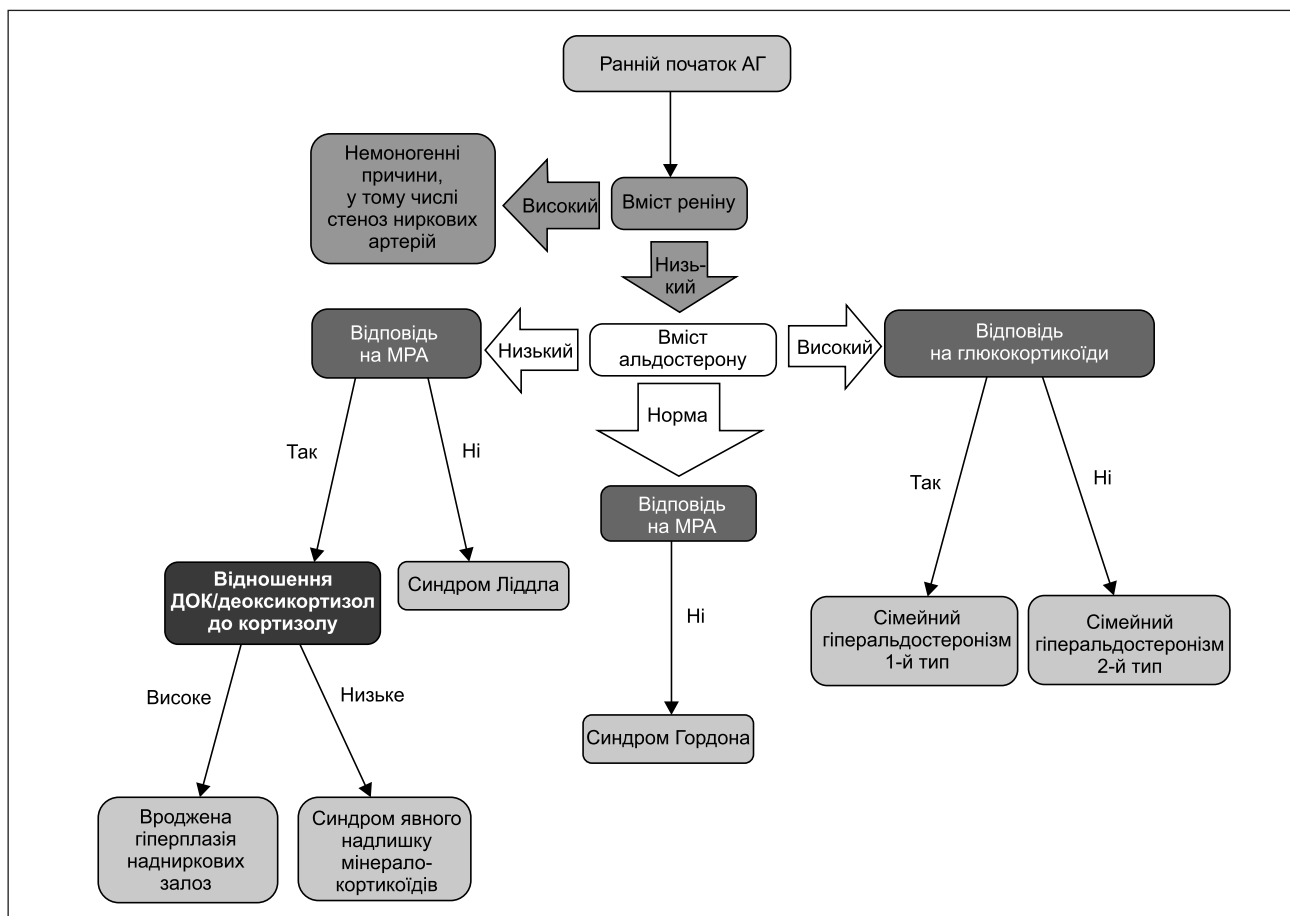 Ранній початок АГ
Немоногенні
причини,
у тому числі
стеноз ниркових
артерій
Високий
Вміст реніну
Низь-
кий
Відповідь
на МРА
Низький
Вміст
альдостерону
Високий
Відповідь
на глюкокортикоїди
Норма
Так
Ні
Відповідь
на МРА
Так
Ні
Відношення
ДОК/деоксикортизол
до кортизолу
Синдром Ліддла
Ні
Сімейний
гіперальдостеронізм
1-й тип
Сімейний
гіперальдостеронізм
2-й тип
Високе
Низьке
Синдром Гордона
Вроджена
гіперплазія
надниркових
залоз
Синдром явного
надлишку
мінерало-
кортикоїдів